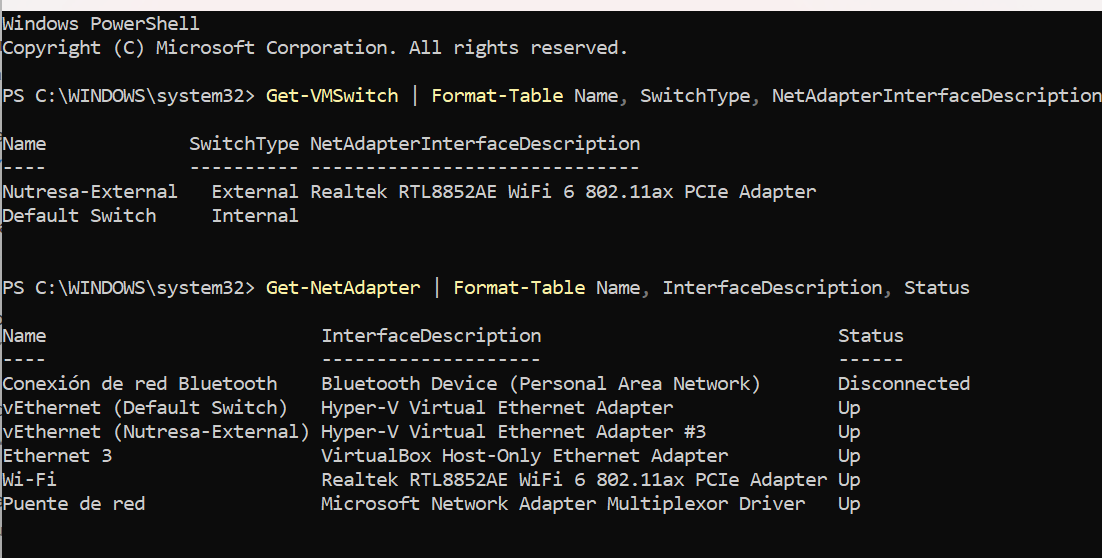 Windows PowerShell
Copyright (C) Microsoft Corporation. All rights reserved.
PS C:\WINDOWS\system32> Get-VMSwitch | Format-Table Name, SwitchType, NetAdapterInterfaceDescription
Name SwitchType NetAdapterInterfaceDescription
---- ---------- ------------------------------
Nutresa-External External Realtek RTL8852AE WiFi 6 802.11ax PCIe Adapter
Default Switch Internal
PS C:\WINDOWS\system32> Get-NetAdapter | Format-Table Name, InterfaceDescription, Status
Name InterfaceDescription Status
---- -------------------- ------
Conexión de red Bluetooth Bluetooth Device (Personal Area Network) Disconnected
vEthernet (Default Switch) Hyper-V Virtual Ethernet Adapter Up
vEthernet (Nutresa-External) Hyper-V Virtual Ethernet Adapter #3 Up
Ethernet 3 VirtualBox Host-Only Ethernet Adapter Up
Wi-Fi Realtek RTL8852AE WiFi 6 802.11ax PCIe Adapter Up
Puente de red Microsoft Network Adapter Multiplexor Driver Up